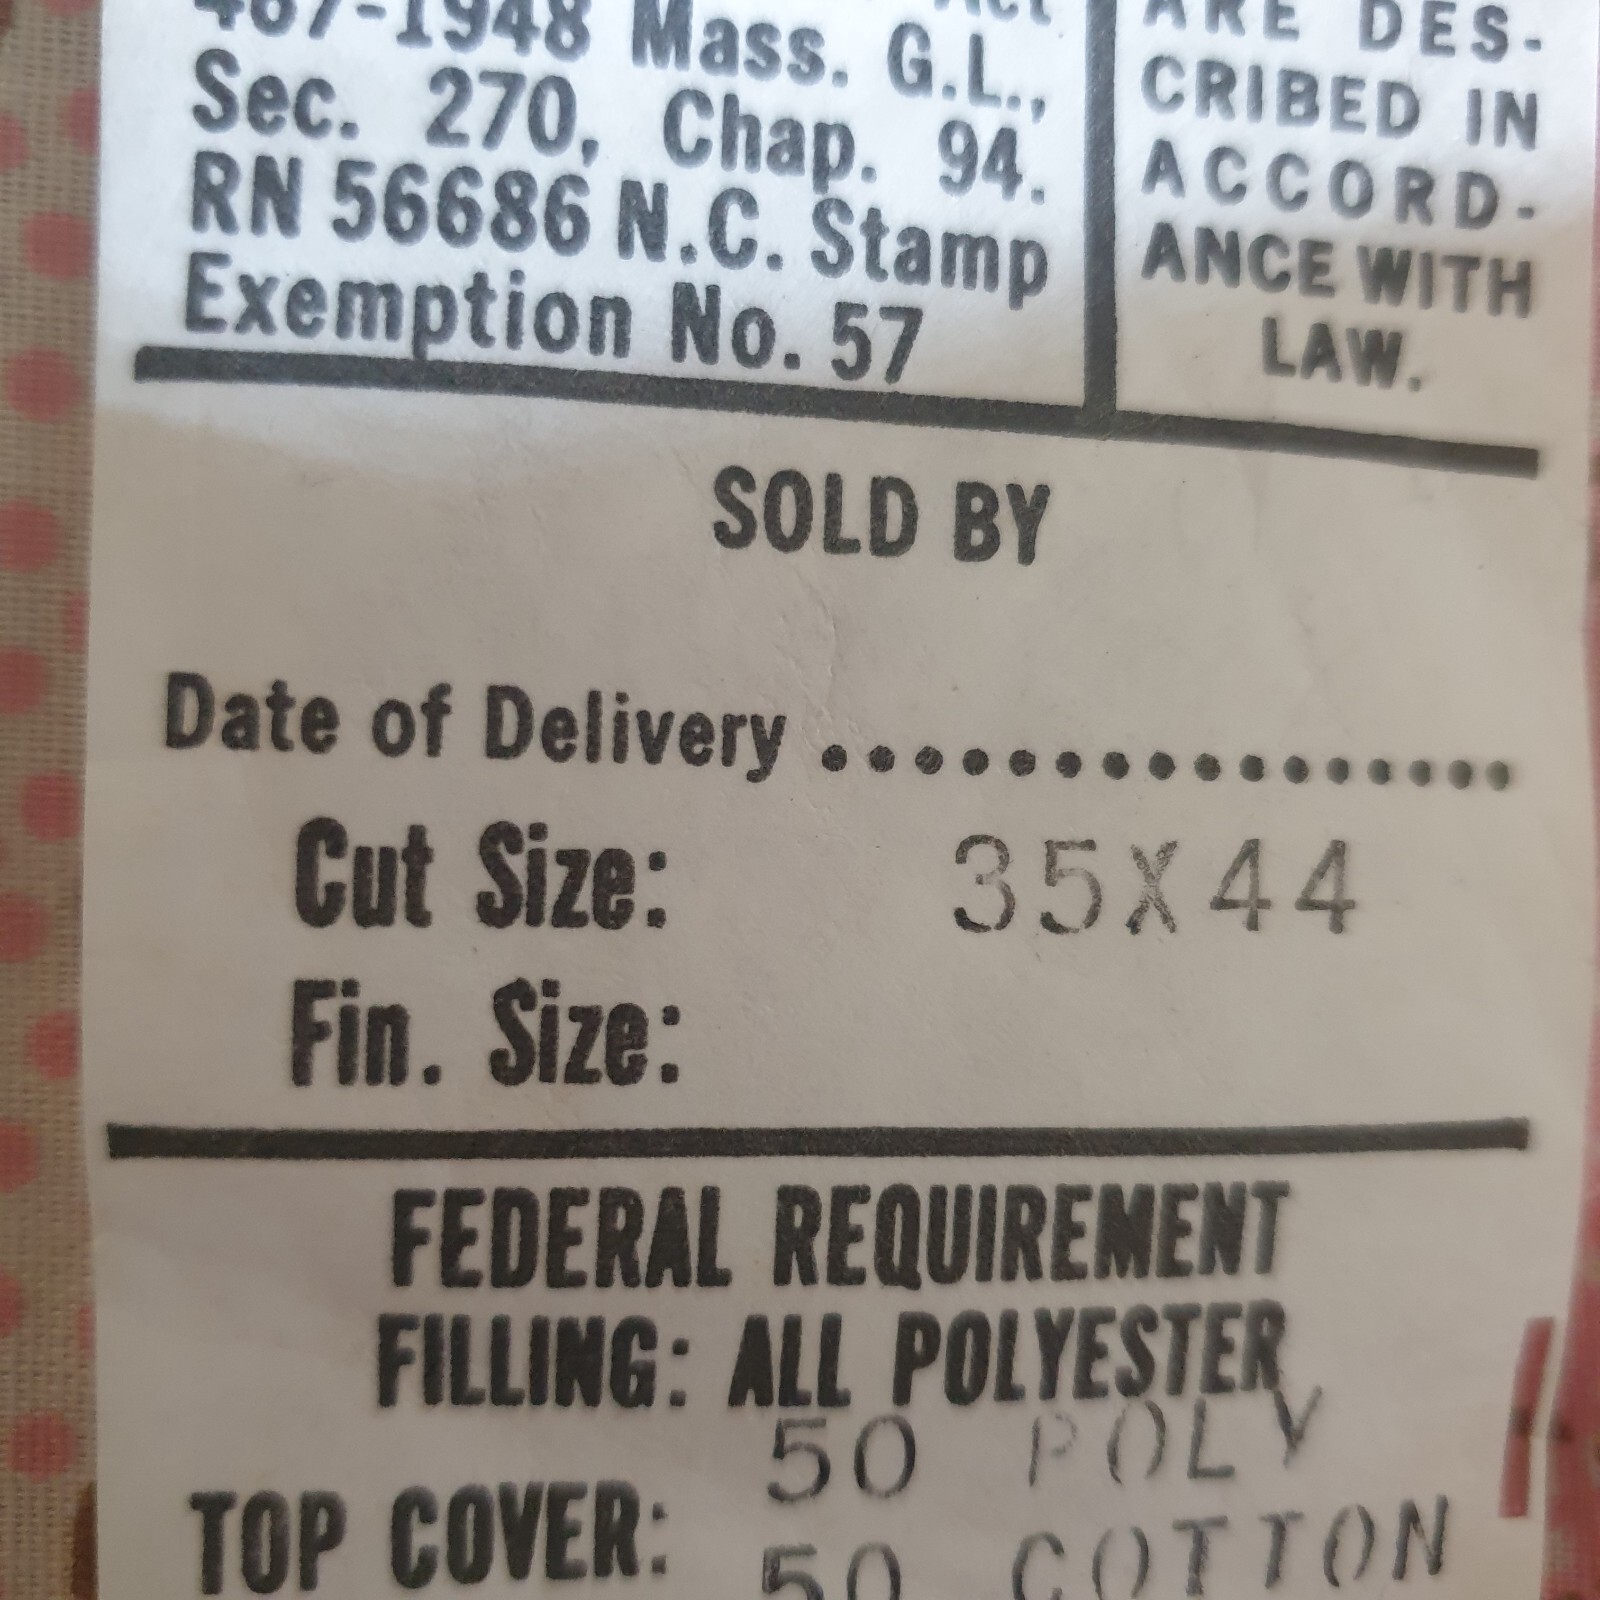 467-1948 Mass. G.L.,
Sec. 270, Chap. 94.
RN 56686 N.C. Stamp
Exemption No. 57
ARE DES-
CRIBED IN
ACCORD-
ANCE WITH
LAW.
SOLD BY
Date of Delivery .................
Cut Size: 35X44
Fin. Size:
FEDERAL REQUIREMENT
FILLING: ALL POLYESTER
50 POLY
TOP COVER:
50 COTTON